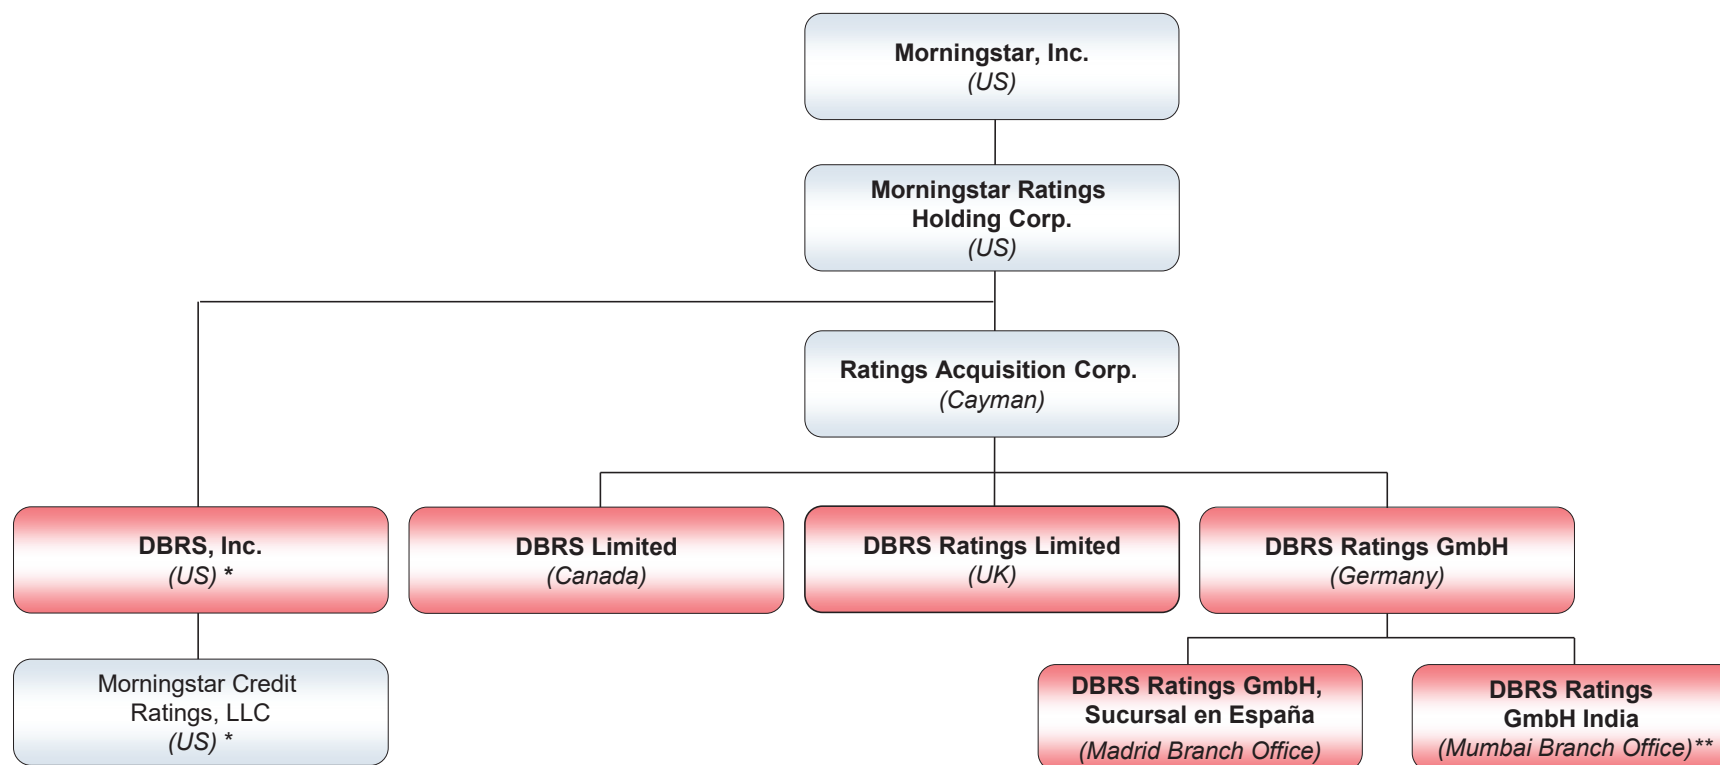 Morningstar, Inc.
(US)
Morningstar Ratings
Holding Corp.
(US)
Ratings Acquisition Corp.
(Cayman)
DBRS, Inc.
(US) *
DBRS Limited
(Canada)
DBRS Ratings Limited
(UK)
DBRS Ratings GmbH
(Germany)
Morningstar Credit
Ratings, LLC
(US) *
DBRS Ratings GmbH,
Sucursal en España
(Madrid Branch Office)
DBRS Ratings
GmbH India
(Mumbai Branch Office)**